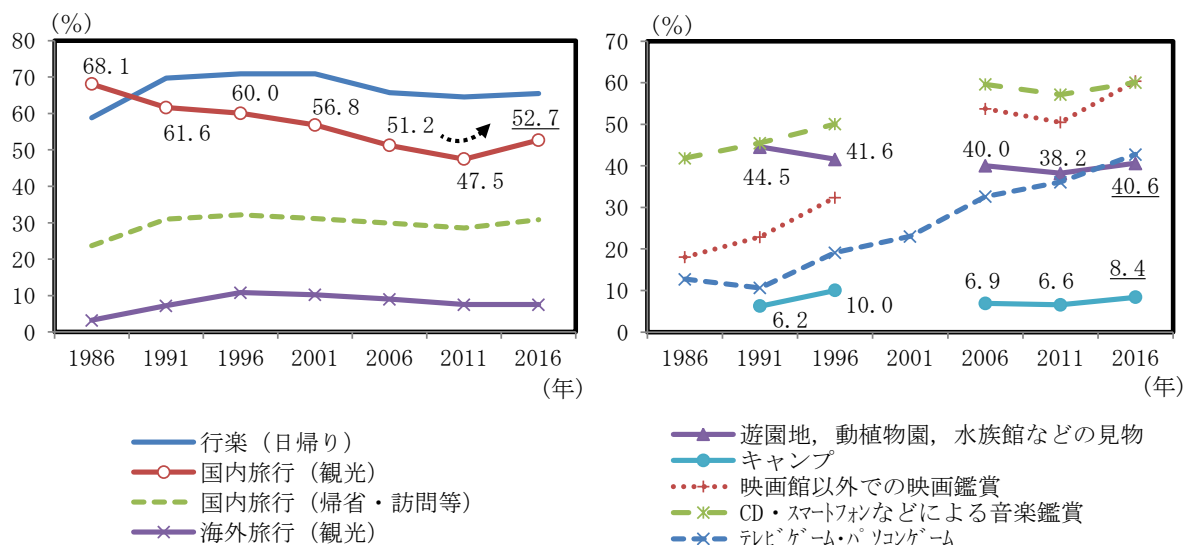 (%)
80
70
60
50
40
30
20
10
0
68.1
61.6
60.0
56.8
51.2
47.5
52.7
1986 1991 1996 2001 2006 2011 2016
(年)
行楽（日帰り）
国内旅行（観光）
国内旅行（帰省・訪問等）
海外旅行（観光）
(%)
70
60
50
40
30
20
10
0
44.5
41.6
40.0
38.2
40.6
6.2
10.0
6.9
6.6
8.4
1986 1991 1996 2001 2006 2011 2016
(年)
遊園地，動植物園，水族館などの見物
キャンプ
映画館以外での映画鑑賞
CD・ｽﾏｰﾄﾌｫﾝなどによる音楽鑑賞
ﾃﾚﾋﾞｹﾞｰﾑ･ﾊﾟｿｺﾝｹﾞｰﾑ